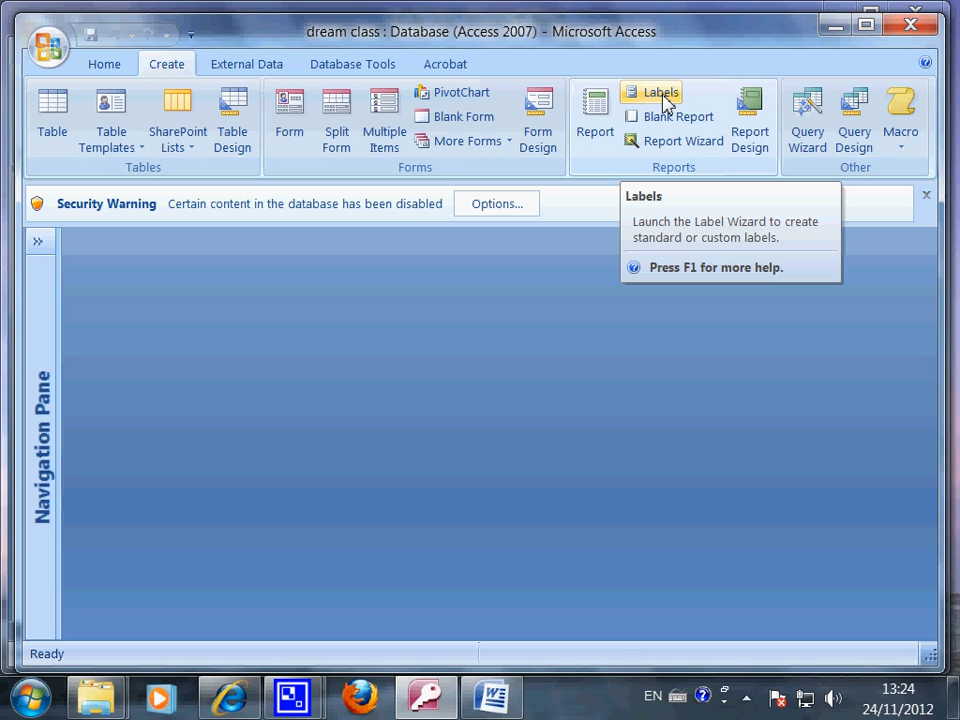 dream class : Database (Access 2007) - Microsoft Access
Home Create External Data Database Tools Acrobat
Table
Table Templates
SharePoint Lists
Table Design
Tables
Form
Split Form
Multiple Items
PivotChart
Blank Form
More Forms
Form Design
Forms
Report
Labels
Blank Report
Report Wizard
Report Design
Reports
Query Wizard
Query Design
Macro
Other
Security Warning Certain content in the database has been disabled Options...
Labels
Launch the Label Wizard to create
standard or custom labels.
Press F1 for more help.
Navigation Pane
Ready
EN
13:24
24/11/2012